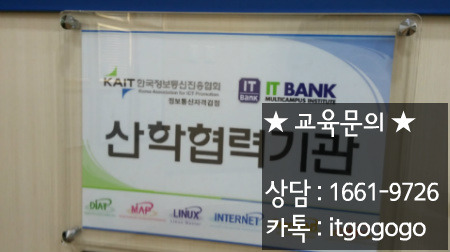 KAIT 한국정보통신진흥협회
Korea Association for ICT Promotion
정보통신자격검정
IT BANK
IT BANK
MULTICAMPUS INSTITUTE
산학협력기관
★ 교육문의 ★
상담 : 1661-9726
카톡 : itgogogo
DIAT
MAP
LINUX
INTERNET